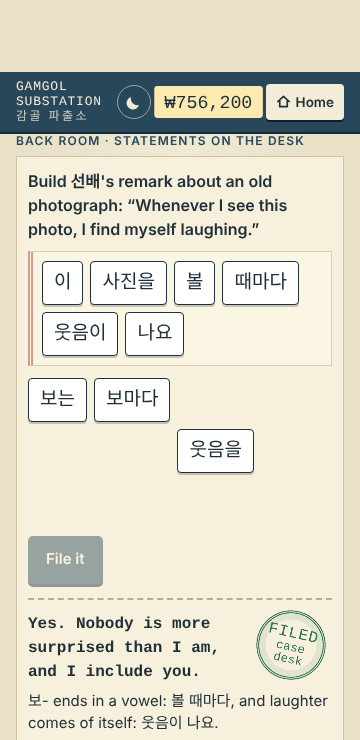 GAMGOL
SUBSTATION
감골 파출소
₩756,200
Home
BACK ROOM · STATEMENTS ON THE DESK
Build 선배's remark about an old
photograph: “Whenever I see this
photo, I find myself laughing.”
이 사진을 볼 때마다
웃음이 나요
보는 보마다
웃음을
File it
Yes. Nobody is more
surprised than I am,
and I include you.
FILED
case
desk
보- ends in a vowel: 볼 때마다, and laughter
comes of itself: 웃음이 나요.